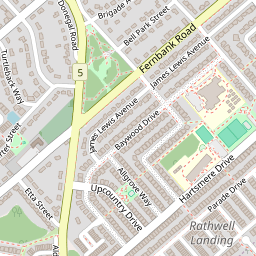 Donegal Road
Brigade A
Bell Park Street
Fernbank Road
Turtleback Way
5
James Lewis Avenue
James Lewis Avenue
Baywood Drive
Allgrove Way
Hartsmere Drive
Upcountry Drive
Etta Street
Parade Drive
Rathwell
Landing